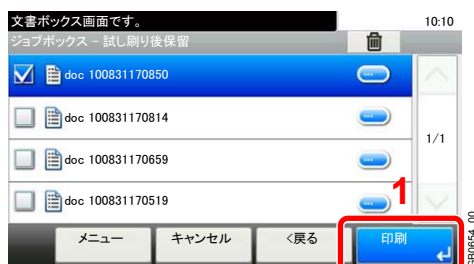 文書ボックス画面です。 10:10
ジョブボックス - 試し刷り後保留
doc 100831170850
doc 100831170814
1/1
doc 100831170659
doc 100831170519
1
メニュー キャンセル <戻る 印刷